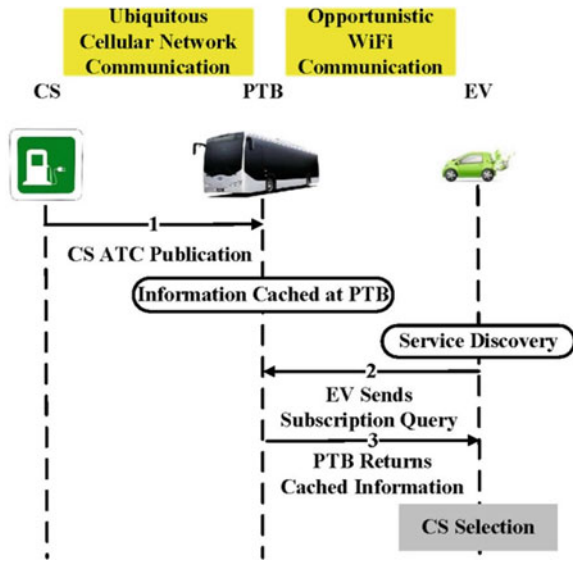 Ubiquitous
Cellular Network
Communication
Opportunistic
WiFi
Communication
CS
PTB
EV
1
CS ATC Publication
Information Cached at PTB
Service Discovery
2
EV Sends
Subscription Query
3
PTB Returns
Cached Information
CS Selection